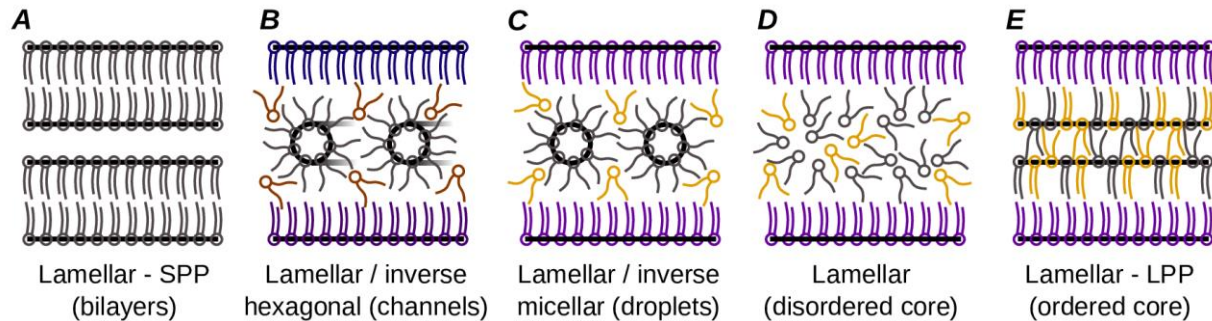 A
B
C
D
E
Lamellar - SPP
(bilayers)
Lamellar / inverse
hexagonal (channels)
Lamellar / inverse
micellar (droplets)
Lamellar
(disordered core)
Lamellar - LPP
(ordered core)